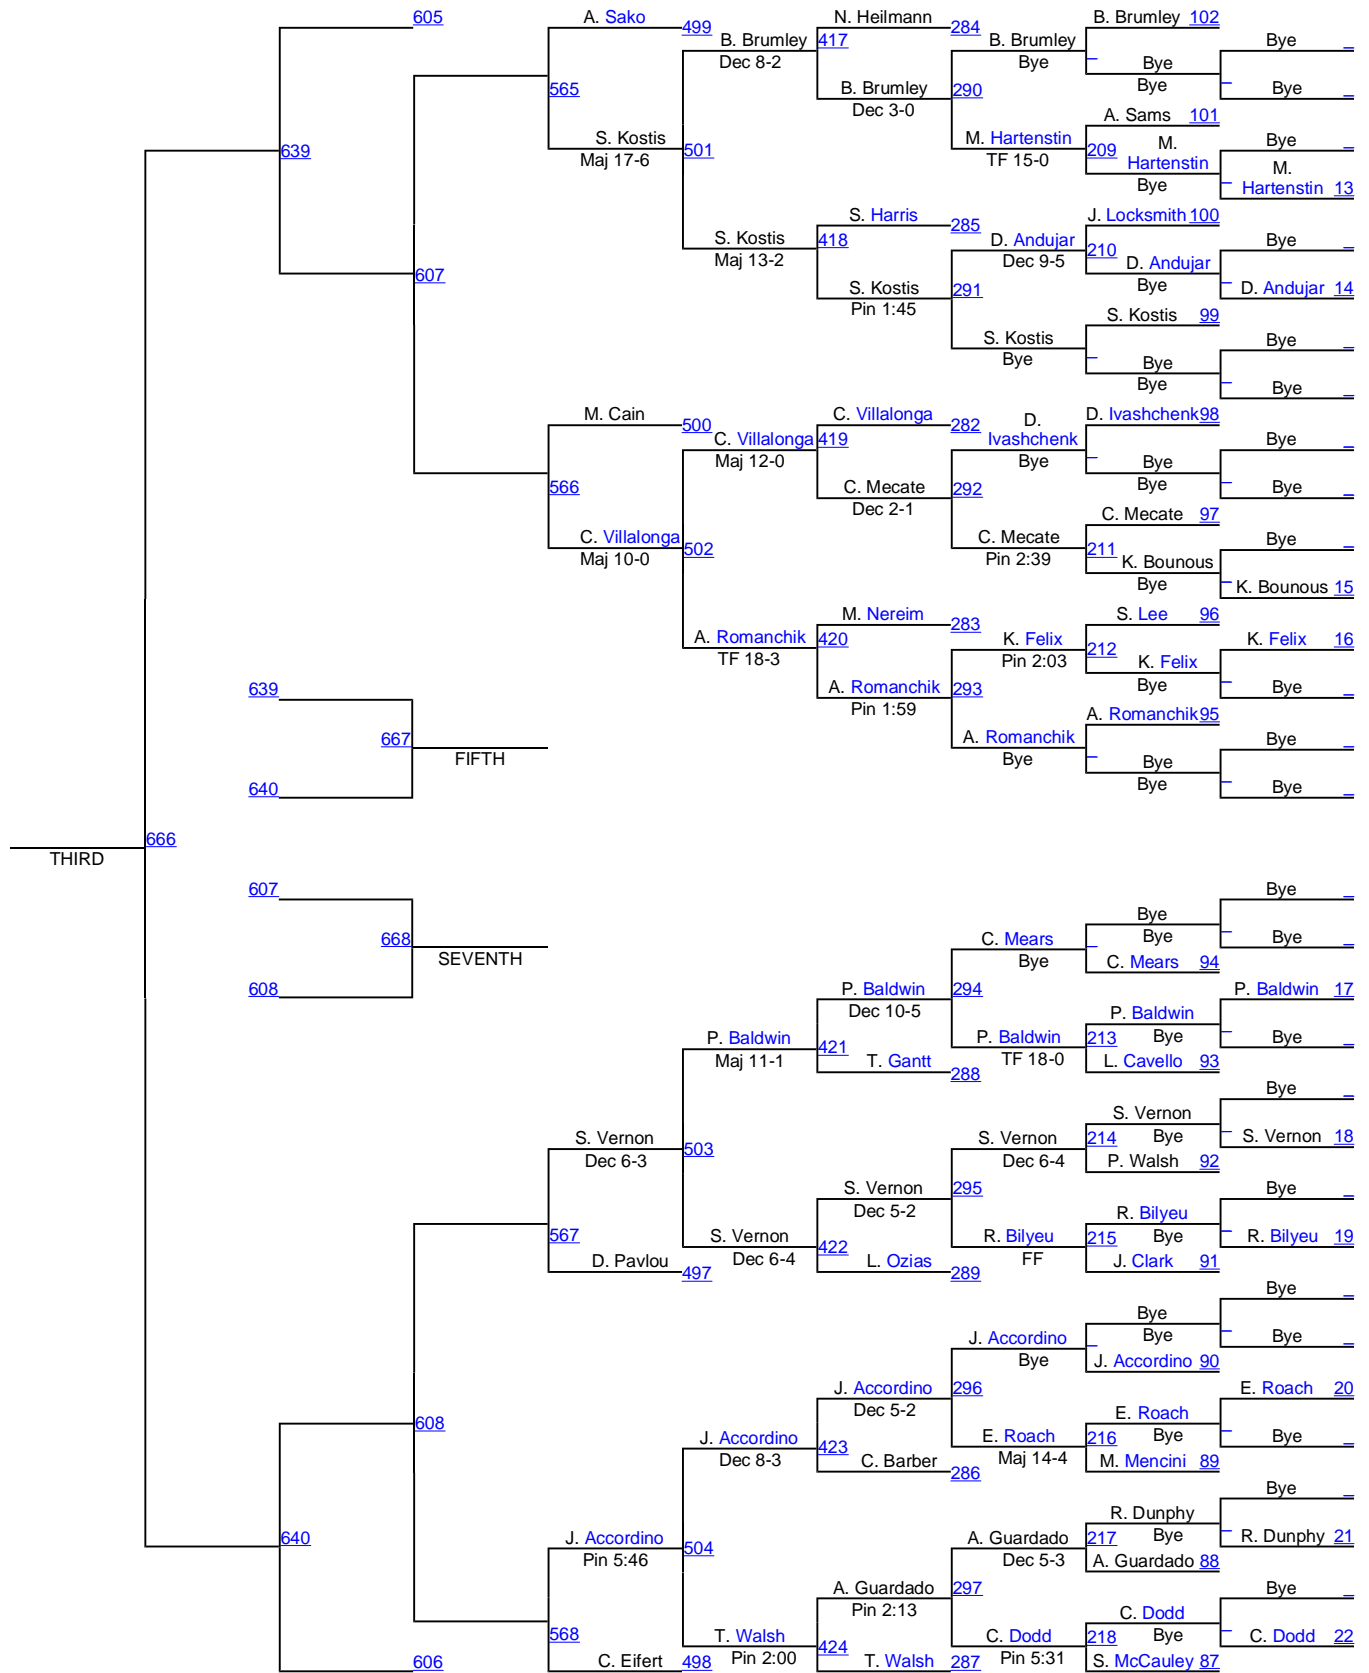 605
A. Sako
499
N. Heilmann
284
B. Brumley 102
B. Brumley
417
B. Brumley
Bye
Dec 8-2
Bye
Bye
565
B. Brumley
290
Bye
Bye
Dec 3-0
A. Sams 101
S. Kostis
M. Hartenstin
209
M.
Bye
639
Maj 17-6
501
TF 15-0
Hartenstin
M.
Bye
Hartenstin 13
S. Harris
285
J. Locksmith 100
S. Kostis
418
D. Andujar
210
Bye
Maj 13-2
Dec 9-5
D. Andujar
607
S. Kostis
291
Bye
D. Andujar 14
Pin 1:45
S. Kostis 99
S. Kostis
Bye
Bye
Bye
Bye
Bye
M. Cain
500
C. Villalonga
282
D.
D. Ivashchenk 98
C. Villalonga
419
Ivashchenk
Bye
Maj 12-0
Bye
Bye
566
C. Mecate
292
Bye
Bye
Dec 2-1
C. Mecate 97
C. Villalonga
502
C. Mecate
211
Bye
Maj 10-0
Pin 2:39
K. Bounous
Bye
K. Bounous 15
M. Nereim
283
S. Lee 96
A. Romanchik
420
K. Felix
212
K. Felix 16
TF 18-3
Pin 2:03
K. Felix
639
A. Romanchik
293
Bye
Bye
Pin 1:59
A. Romanchik 95
667
A. Romanchik
Bye
FIFTH
Bye
Bye
640
Bye
Bye
666
THIRD
607
Bye
Bye
668
C. Mears
Bye
Bye
SEVENTH
Bye
C. Mears 94
608
P. Baldwin
294
P. Baldwin 17
Dec 10-5
P. Baldwin
P. Baldwin
421
P. Baldwin
213
Bye
Bye
Maj 11-1
T. Gantt
288
TF 18-0
L. Cavello 93
Bye
S. Vernon
S. Vernon
503
S. Vernon
214
Bye
S. Vernon 18
Dec 6-3
Dec 6-4
P. Walsh 92
S. Vernon
295
Bye
Dec 5-2
R. Bilyeu
567
S. Vernon
422
R. Bilyeu
215
Bye
R. Bilyeu 19
D. Pavlou
497
Dec 6-4
L. Ozias
289
FF
J. Clark 91
Bye
Bye
J. Accordino
Bye
Bye
Bye
J. Accordino 90
J. Accordino
296
E. Roach 20
Dec 5-2
608
E. Roach
J. Accordino
423
E. Roach
216
Bye
Bye
Dec 8-3
C. Barber
286
Maj 14-4
M. Mencini 89
Bye
R. Dunphy
640
J. Accordino
504
A. Guardado
217
Bye
R. Dunphy 21
Pin 5:46
Dec 5-3
A. Guardado 88
A. Guardado
297
Bye
Pin 2:13
C. Dodd
568
T. Walsh
424
C. Dodd
218
Bye
C. Dodd 22
606
C. Eifert
498
Pin 2:00
T. Walsh
287
Pin 5:31
S. McCauley 87